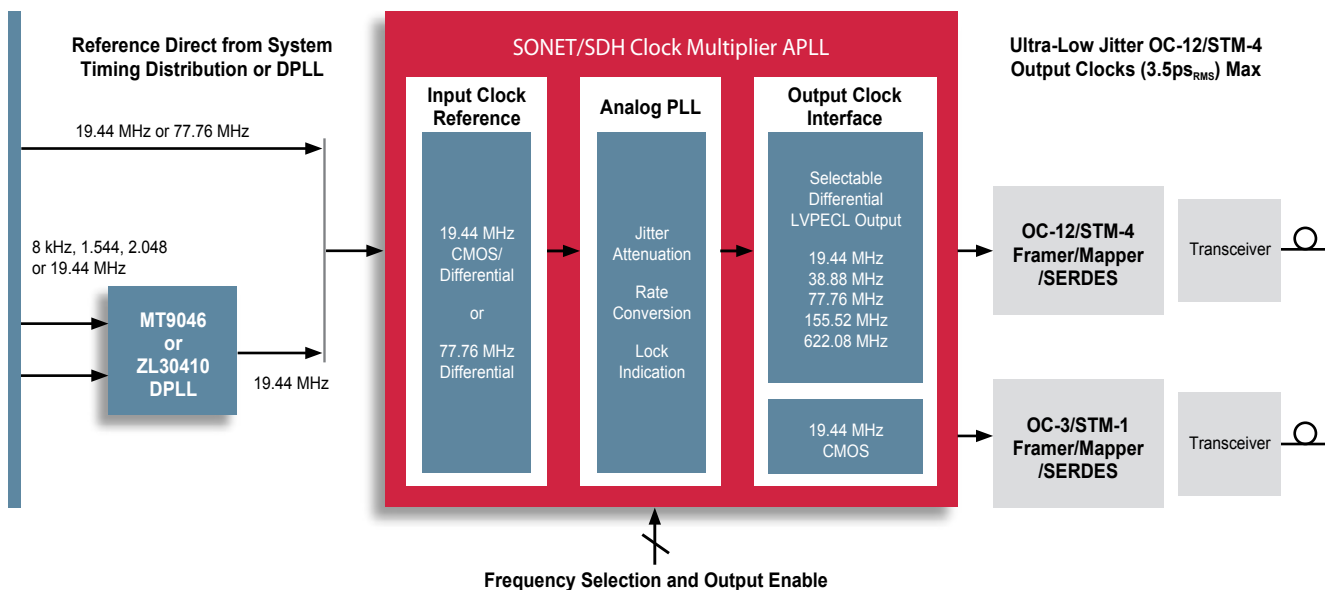 Reference Direct from System
Timing Distribution or DPLL
19.44 MHz or 77.76 MHz
8 kHz, 1.544, 2.048
or 19.44 MHz
MT9046
or
ZL30410
DPLL
19.44 MHz
SONET/SDH Clock Multiplier APLL
Input Clock
Reference
19.44 MHz
CMOS/
Differential
or
77.76 MHz
Differential
Analog PLL
Jitter
Attenuation
Rate
Conversion
Lock
Indication
Output Clock
Interface
Selectable
Differential
LVPECL Output
19.44 MHz
38.88 MHz
77.76 MHz
155.52 MHz
622.08 MHz
19.44 MHz
CMOS
Frequency Selection and Output Enable
Ultra-Low Jitter OC-12/STM-4
Output Clocks (3.5psRMS) Max
OC-12/STM-4
Framer/Mapper
/SERDES
Transceiver
OC-3/STM-1
Framer/Mapper
/SERDES
Transceiver